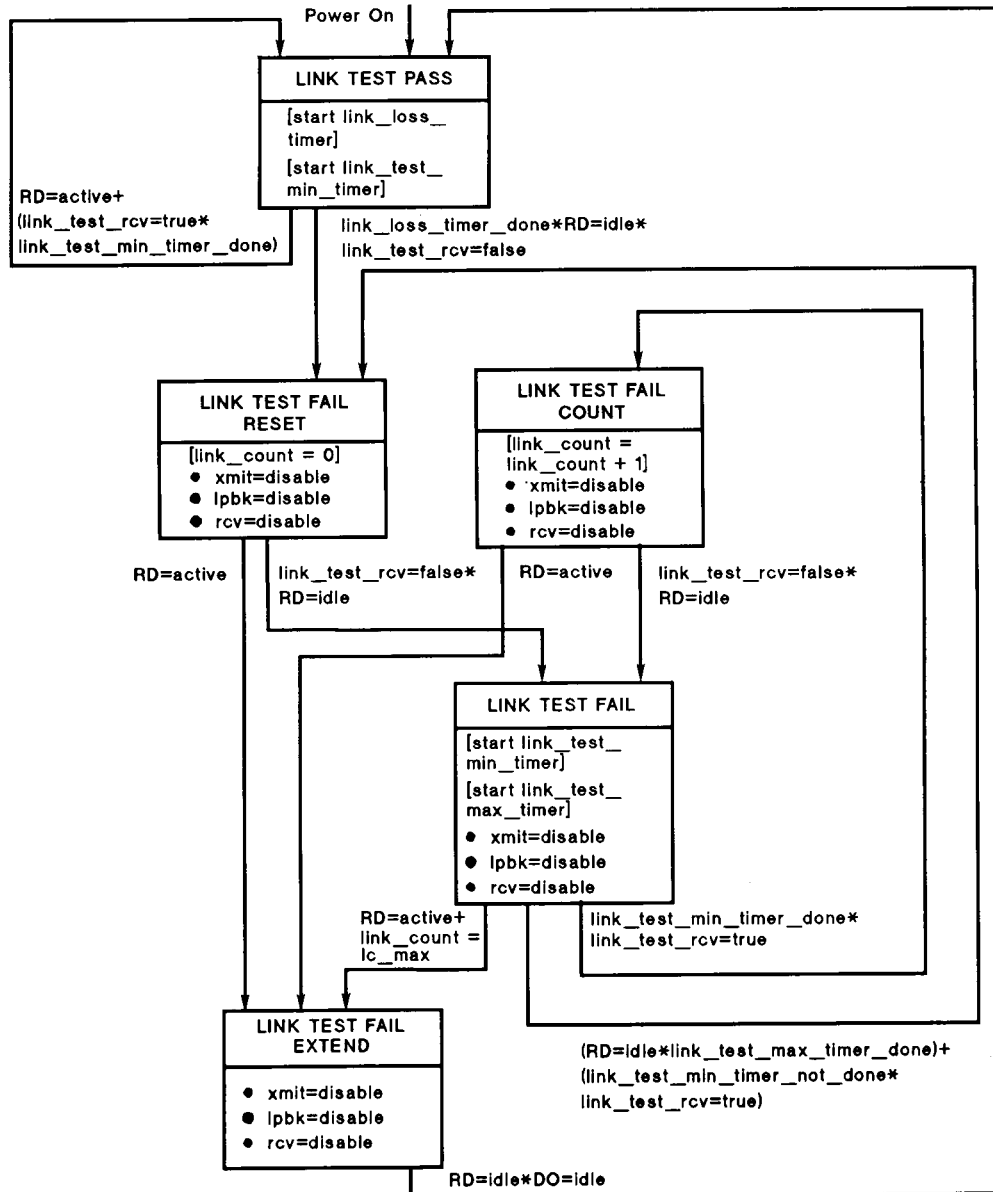 Power On
LINK TEST PASS
[start link_loss_
timer]
[start link_test_
min_timer]
RD=active+
(link_test_rcv=true*
link_test_min_timer_done)
link_loss_timer_done*RD=idle*
link_test_rcv=false
LINK TEST FAIL
RESET
[link_count = 0]
● xmit=disable
● lpbk=disable
● rcv=disable
LINK TEST FAIL
COUNT
[link_count =
link_count + 1]
● xmit=disable
● lpbk=disable
● rcv=disable
RD=active
link_test_rcv=false*
RD=idle
RD=active
link_test_rcv=false*
RD=idle
LINK TEST FAIL
[start link_test_
min_timer]
[start link_test_
max_timer]
● xmit=disable
● lpbk=disable
● rcv=disable
RD=active+
link_count =
lc_max
link_test_min_timer_done*
link_test_rcv=true
LINK TEST FAIL
EXTEND
● xmit=disable
● lpbk=disable
● rcv=disable
(RD=idle*link_test_max_timer_done)+
(link_test_min_timer_not_done*
link_test_rcv=true)
RD=idle*DO=idle